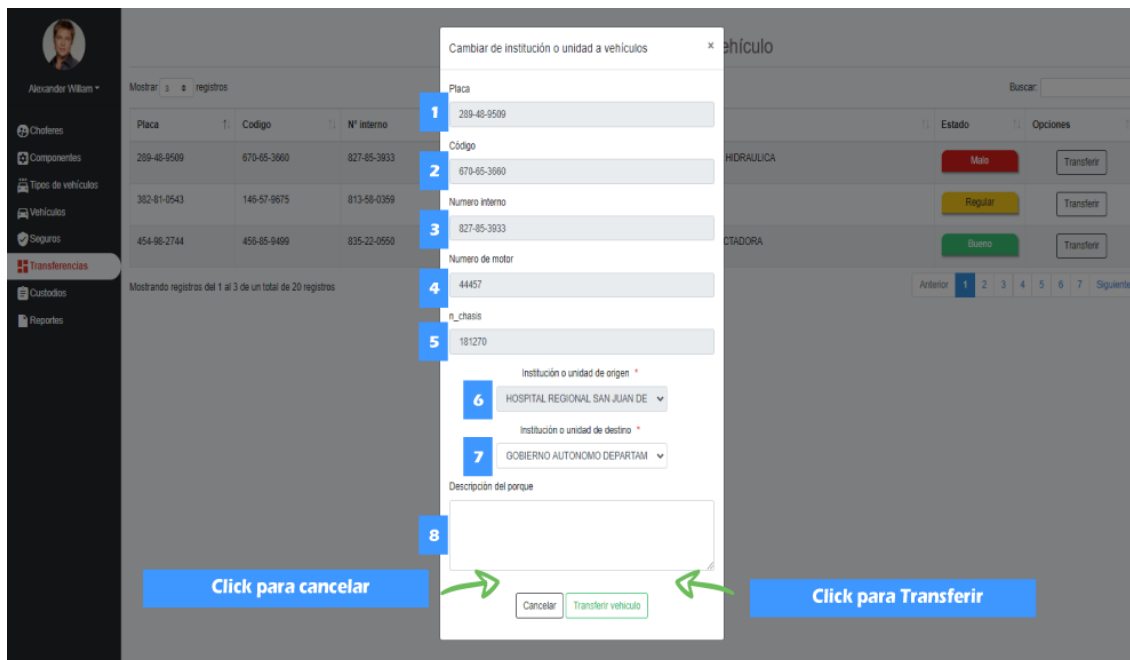 Alexander Willam
Choferes
Componentes
Tipos de vehículos
Vehículos
Seguros
Transferencias
Custodios
Reportes
ehículo
Mostrar 3 registros
Buscar:
Placa Codigo N° interno Estado Opciones
289-48-9509 670-65-3660 827-85-3933 HIDRAULICA Malo Transferir
382-81-0543 146-57-9675 813-58-0359 Regular Transferir
454-98-2744 456-85-9499 835-22-0550 CTADORA Bueno Transferir
Mostrando registros del 1 al 3 de un total de 20 registros
Anterior 1 2 3 4 5 6 7 Siguiente
Cambiar de institución o unidad a vehículos x
Placa
1 289-48-9509
Código
2 670-65-3660
Numero interno
3 827-85-3933
Numero de motor
4 44457
n_chasis
5 181270
Institución o unidad de origen *
6 HOSPITAL REGIONAL SAN JUAN DE
Institución o unidad de destino *
7 GOBIERNO AUTONOMO DEPARTAM
Descripción del porque
8
Click para cancelar
Click para Transferir
Cancelar Transferir vehiculo